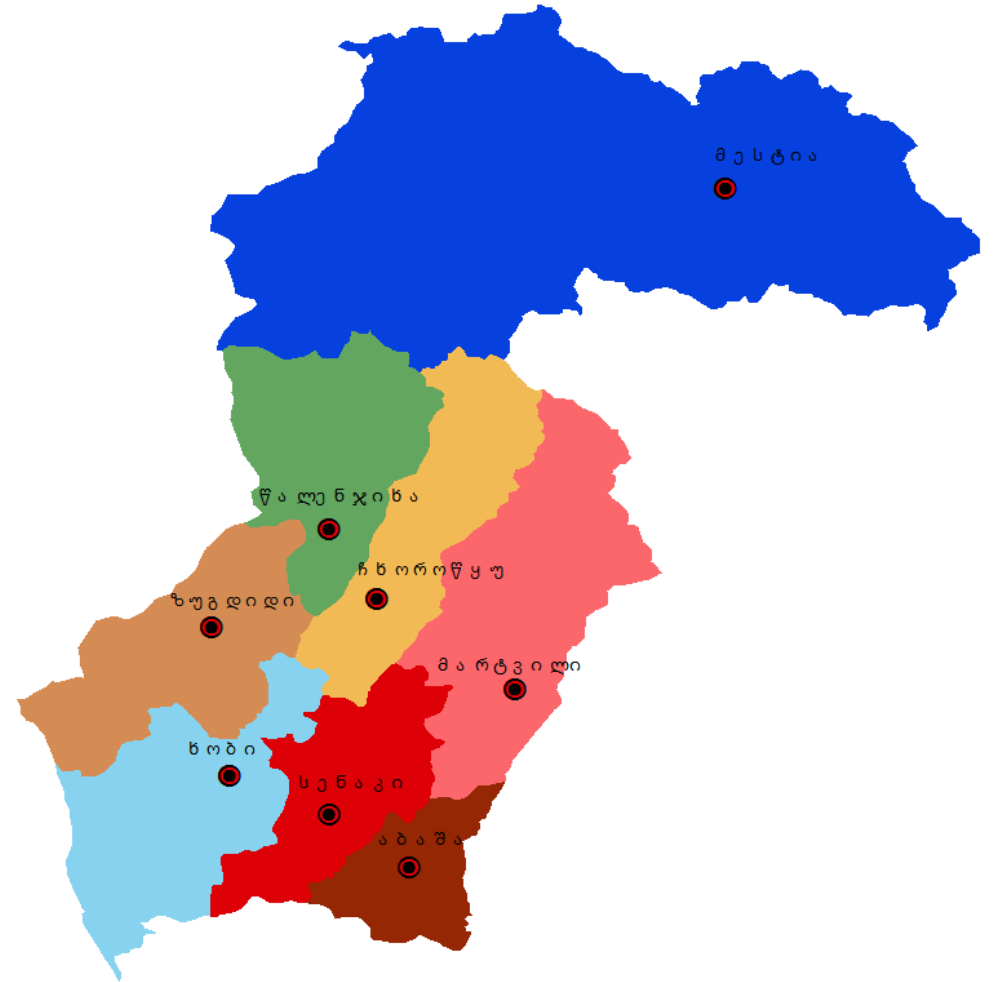 მესტია
წალენჯიხა
ჩხოროწყუ
ზუგდიდი
მარტვილი
ხობი
სენაკი
აბაშა